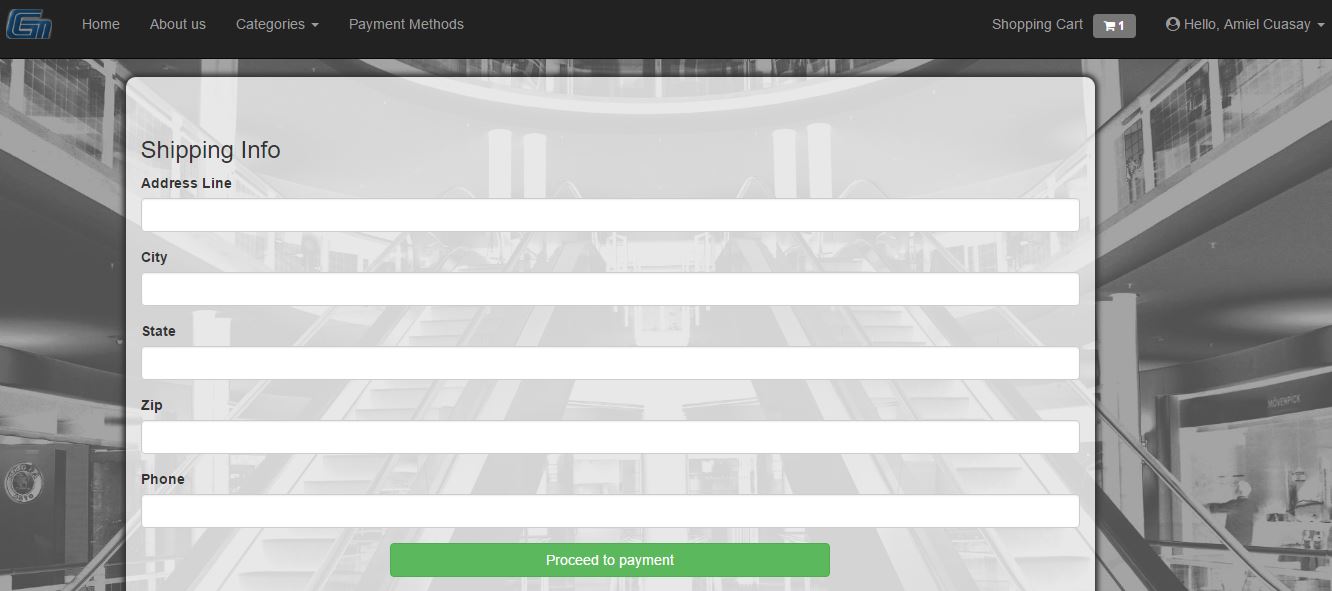 Home About us Categories Payment Methods Shopping Cart 1 Hello, Amiel Cuasay
Shipping Info
Address Line
City
State
Zip
Phone
Proceed to payment
MÖVENPICK